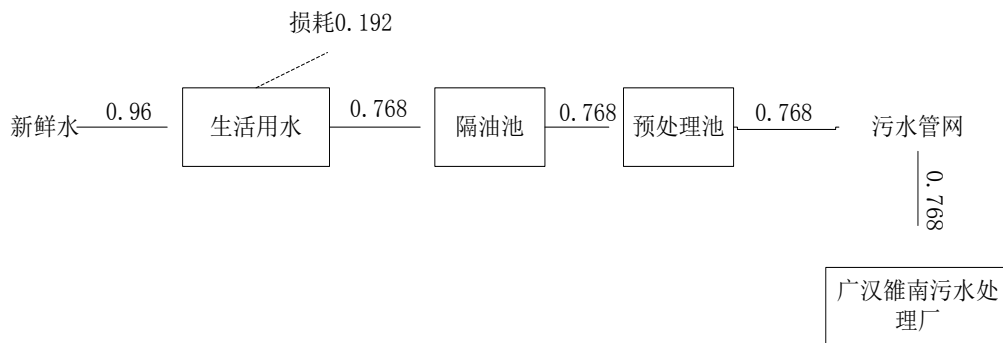 损耗0.192
新鲜水
0.96
生活用水
0.768
隔油池
0.768
预处理池
0.768
污水管网
0.768
广汉雒南污水处
理厂